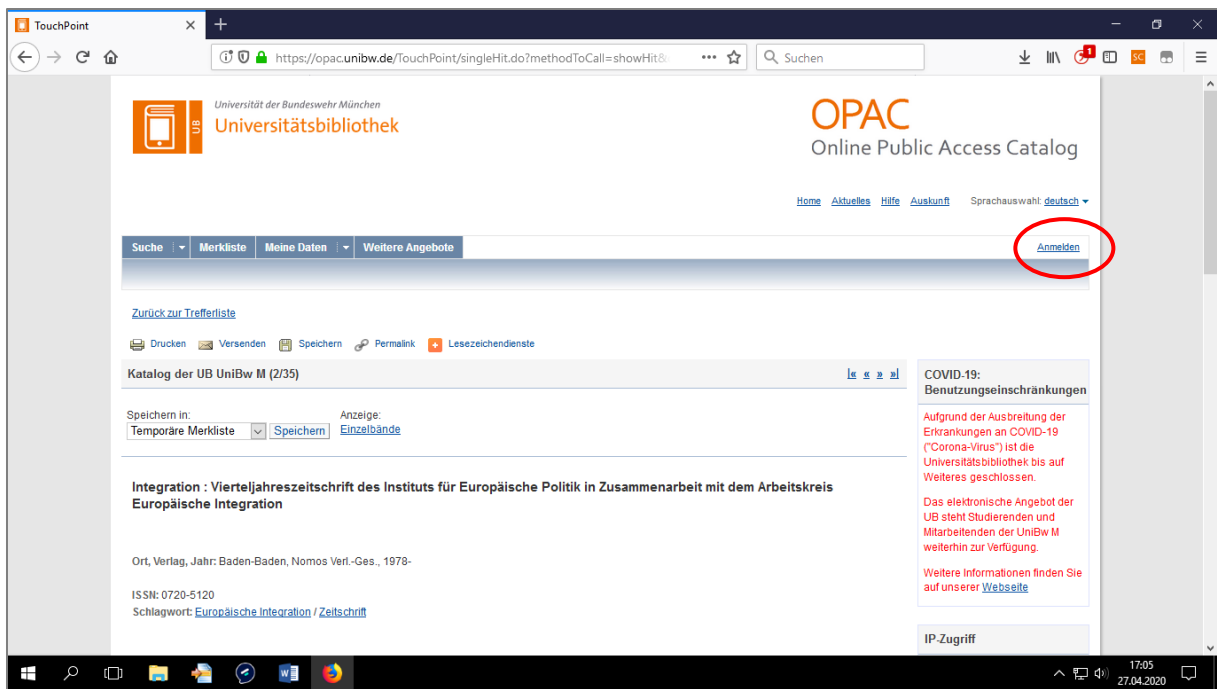 TouchPoint
https://opac.unibw.de/TouchPoint/singleHit.do?methodToCall=showHit&
Suchen
1
SC
UB
Universität der Bundeswehr München
Universitätsbibliothek
OPAC
Online Public Access Catalog
Home Aktuelles Hilfe Auskunft Sprachauswahl: deutsch
Suche Merkliste Meine Daten Weitere Angebote Anmelden
Zurück zur Trefferliste
Drucken Versenden Speichern Permalink Lesezeichendienste
Katalog der UB UniBw M (2/35) |« « » »|
Speichern in: Anzeige:
Temporäre Merkliste Speichern Einzelbände
Integration : Vierteljahreszeitschrift des Instituts für Europäische Politik in Zusammenarbeit mit dem Arbeitskreis
Europäische Integration
Ort, Verlag, Jahr: Baden-Baden, Nomos Verl.-Ges., 1978-
ISSN: 0720-5120
Schlagwort: Europäische Integration / Zeitschrift
COVID-19:
Benutzungseinschränkungen
Aufgrund der Ausbreitung der
Erkrankungen an COVID-19
("Corona-Virus") ist die
Universitätsbibliothek bis auf
Weiteres geschlossen.
Das elektronische Angebot der
UB steht Studierenden und
Mitarbeitenden der UniBw M
weiterhin zur Verfügung.
Weitere Informationen finden Sie
auf unserer Webseite
IP-Zugriff
17:05
27.04.2020